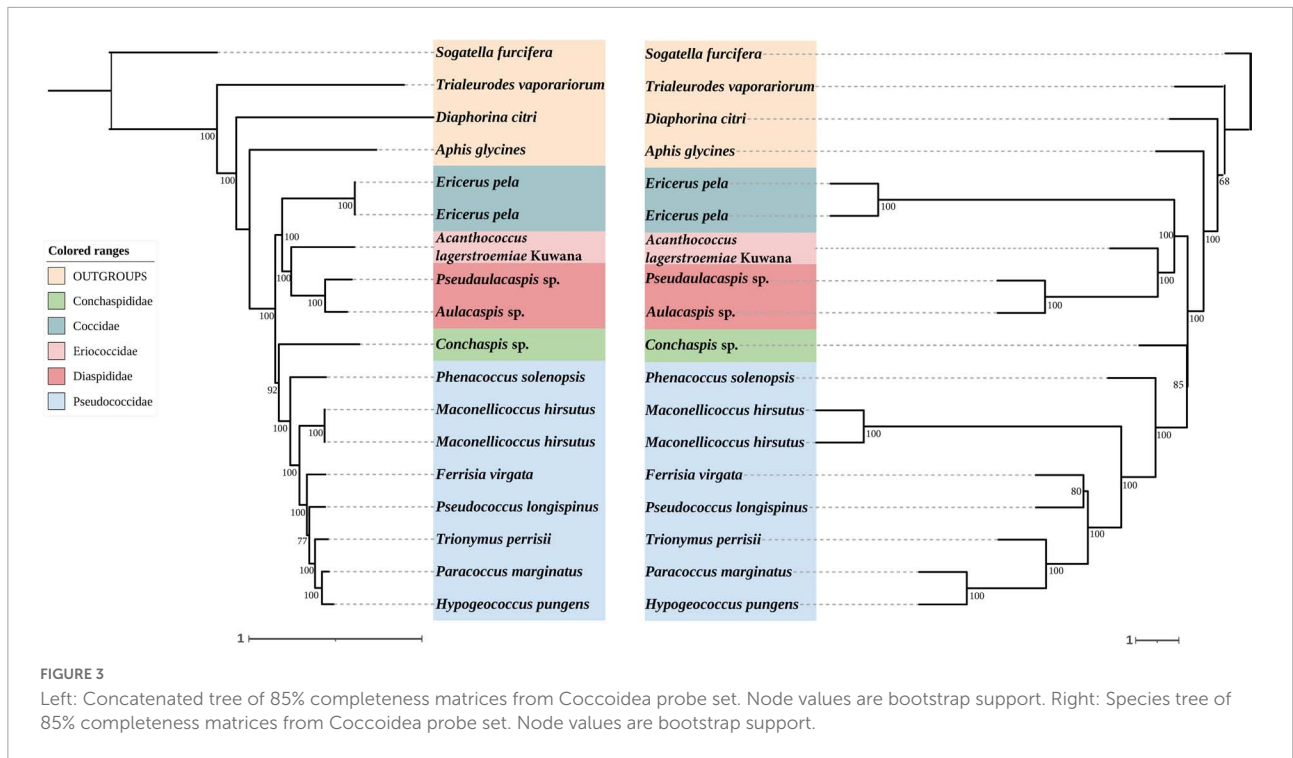 Sogatella furcifera
Trialeurodes vaporariorum
Diaphorina citri
Aphis glycines
Ericerus pela
Ericerus pela
Acanthococcus
lagerstroemiae Kuwana
Pseudaulacaspis sp.
Aulacaspis sp.
Conchaspis sp.
Phenacoccus solenopsis
Maconellicoccus hirsutus
Maconellicoccus hirsutus
Ferrisia virgata
Pseudococcus longispinus
Trionymus perrisii
Paracoccus marginatus
Hypogeococcus pungens
100
100
100
100
100
100
100
92
100
100
100
100
77
100
100
1
Colored ranges
OUTGROUPS
Conchaspididae
Coccidae
Eriococcidae
Diaspididae
Pseudococcidae
Sogatella furcifera
Trialeurodes vaporariorum
Diaphorina citri
Aphis glycines
Ericerus pela
Ericerus pela
Acanthococcus
lagerstroemiae Kuwana
Pseudaulacaspis sp.
Aulacaspis sp.
Conchaspis sp.
Phenacoccus solenopsis
Maconellicoccus hirsutus
Maconellicoccus hirsutus
Ferrisia virgata
Pseudococcus longispinus
Trionymus perrisii
Paracoccus marginatus
Hypogeococcus pungens
68
100
100
100
100
100
100
85
100
100
100
80
100
100
100
1
FIGURE 3
Left: Concatenated tree of 85% completeness matrices from Coccoidea probe set. Node values are bootstrap support. Right: Species tree of
85% completeness matrices from Coccoidea probe set. Node values are bootstrap support.